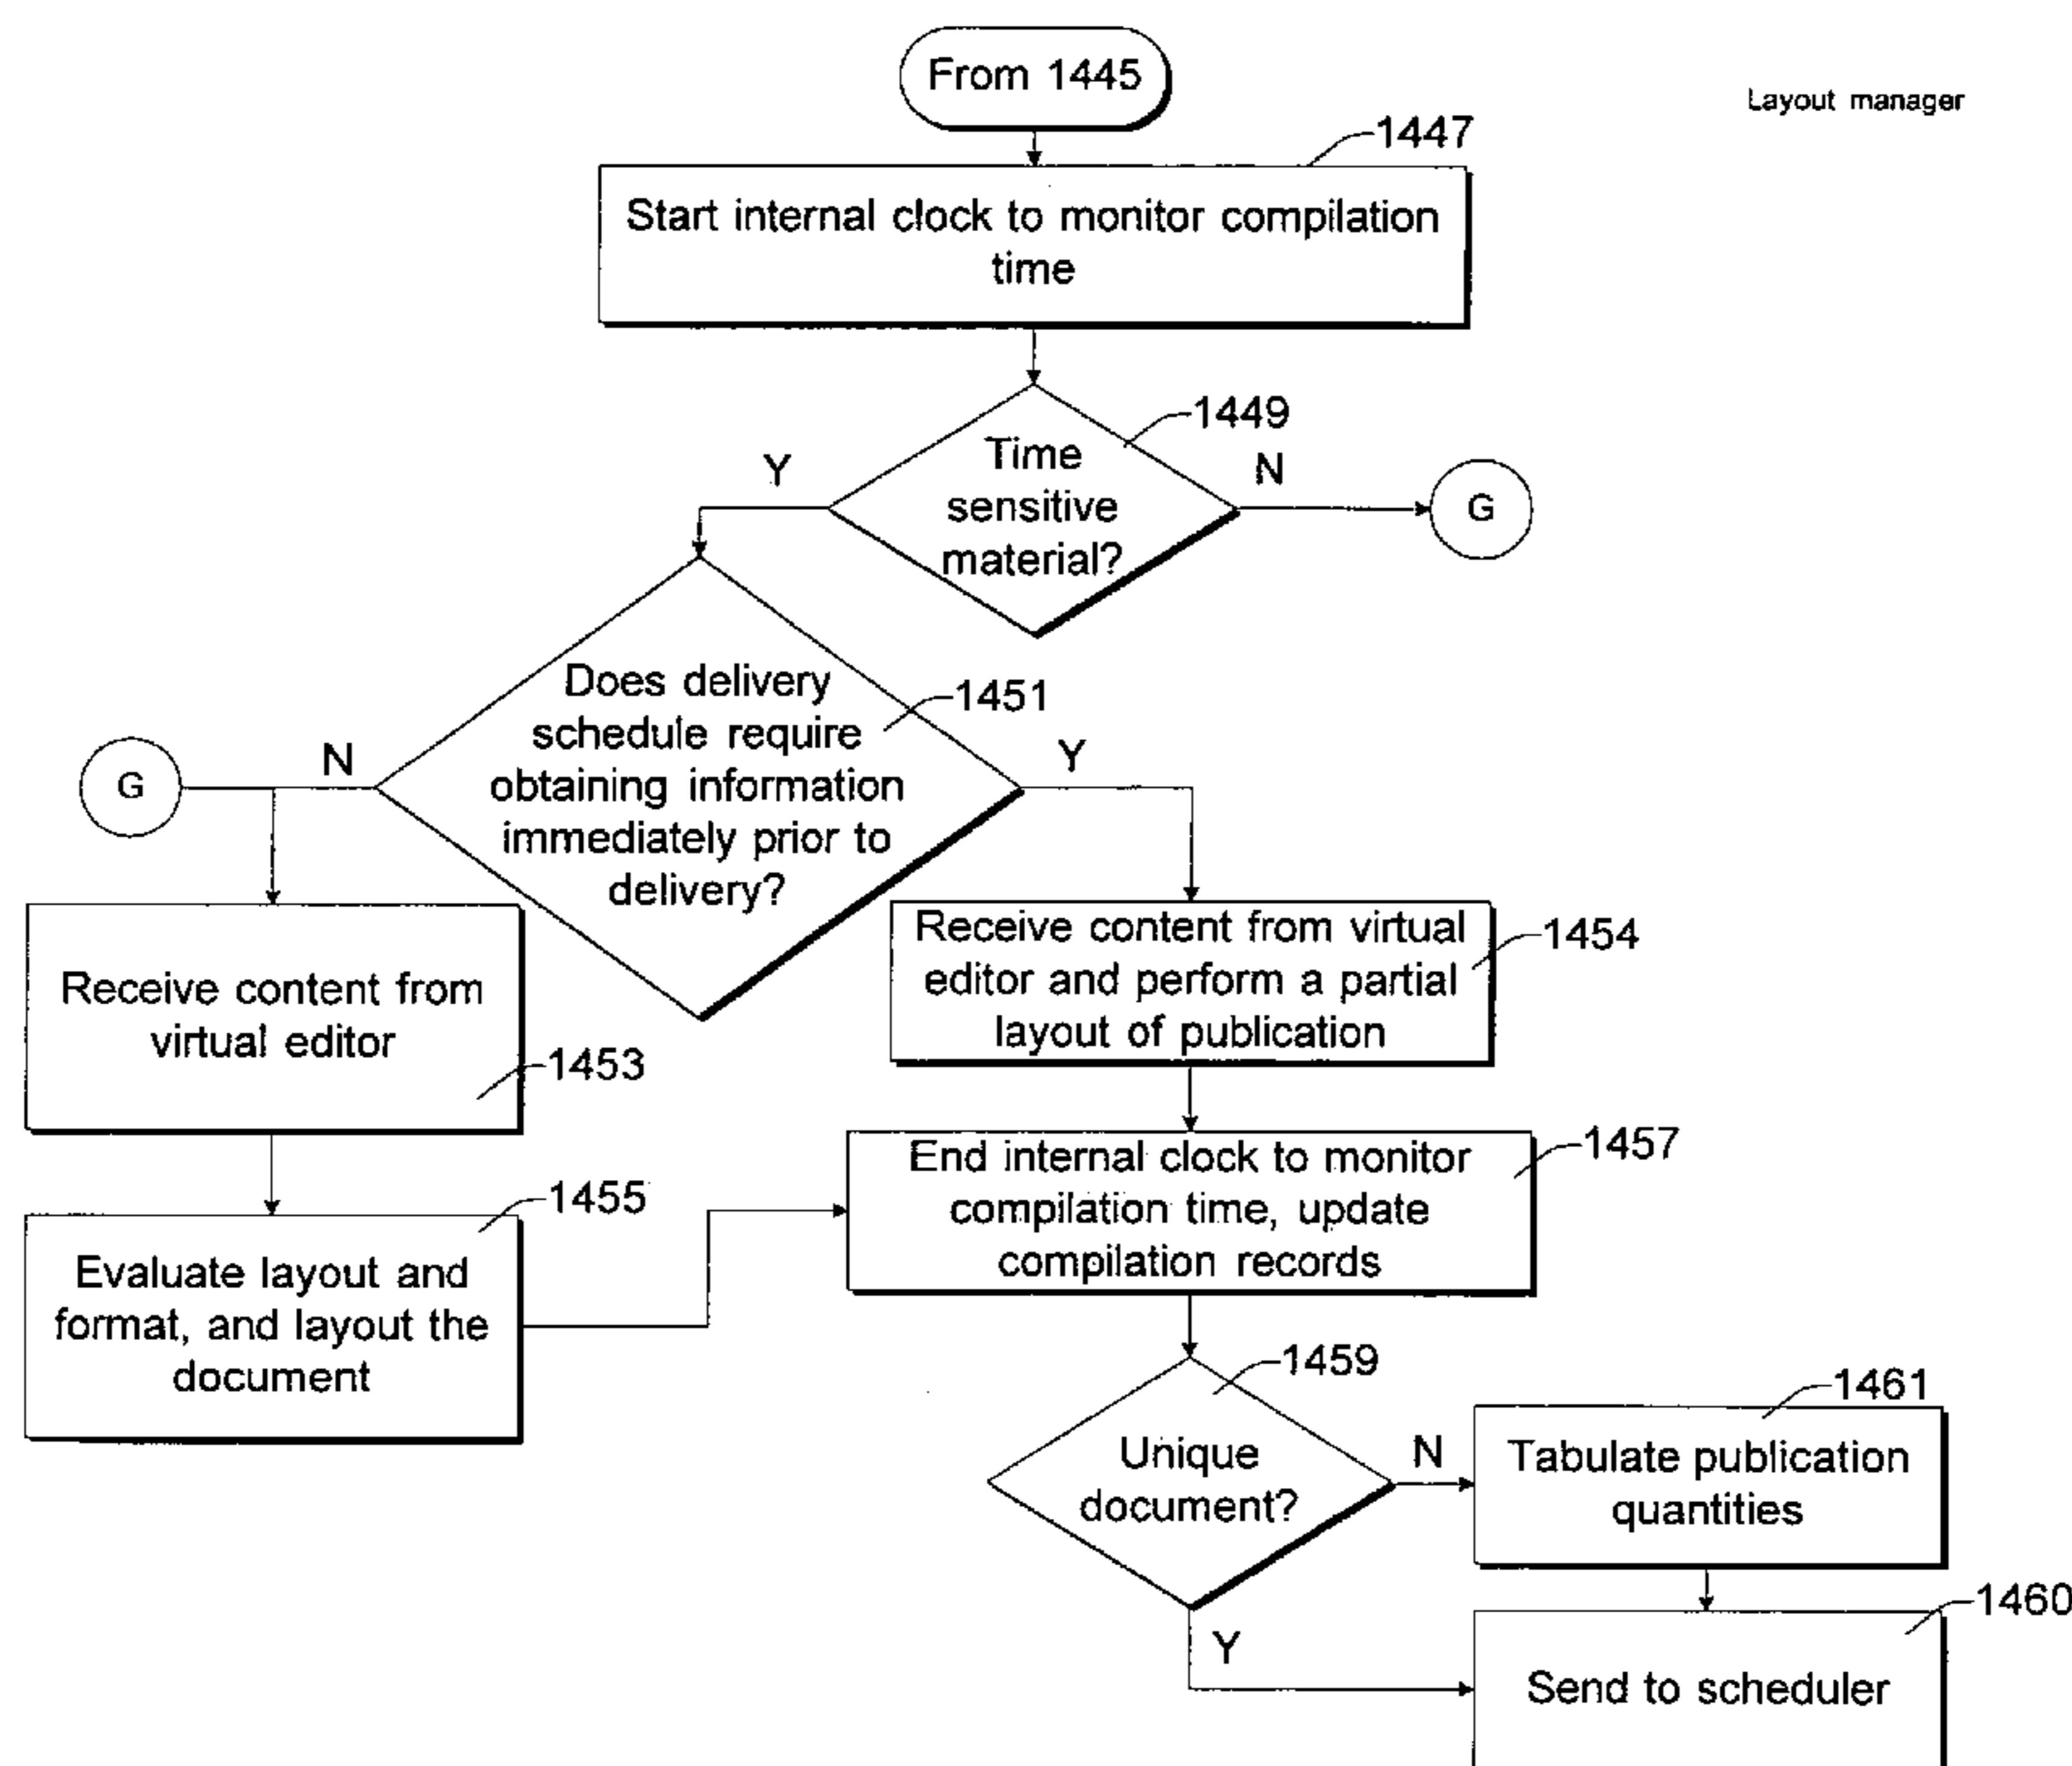 From 1445
Layout manager
1447
Start internal clock to monitor compilation
time
1449
Time
sensitive
material?
Y
N
G
Does delivery
schedule require
obtaining information
immediately prior to
delivery?
1451
N
Y
G
Receive content from
virtual editor
1453
Receive content from virtual
editor and perform a partial
layout of publication
1454
1455
Evaluate layout and
format, and layout the
document
End internal clock to monitor
compilation time, update
compilation records
1457
1459
Unique
document?
N
Y
1461
Tabulate publication
quantities
1460
Send to scheduler